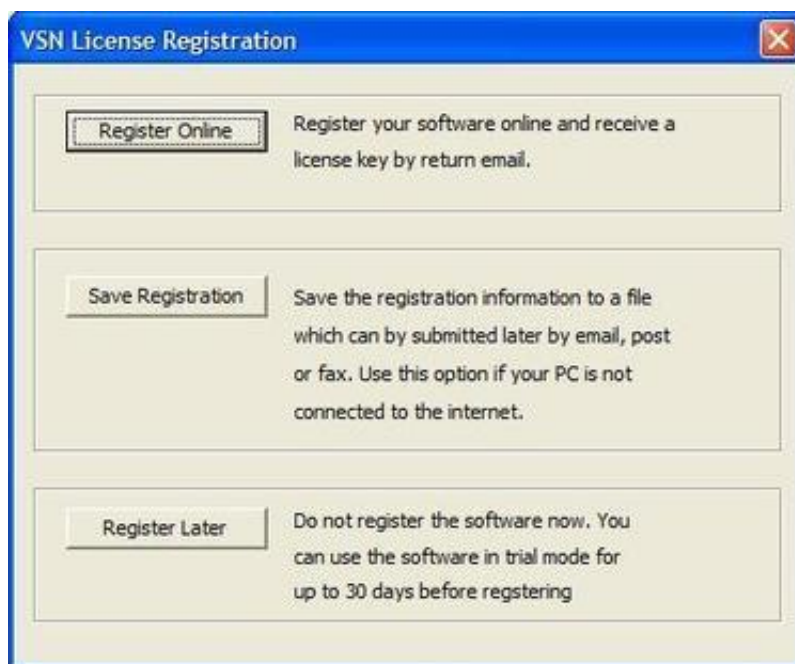 VSN License Registration
Register Online
Register your software online and receive a
license key by return email.
Save Registration
Save the registration information to a file
which can by submitted later by email, post
or fax. Use this option if your PC is not
connected to the internet.
Register Later
Do not register the software now. You
can use the software in trial mode for
up to 30 days before regstering